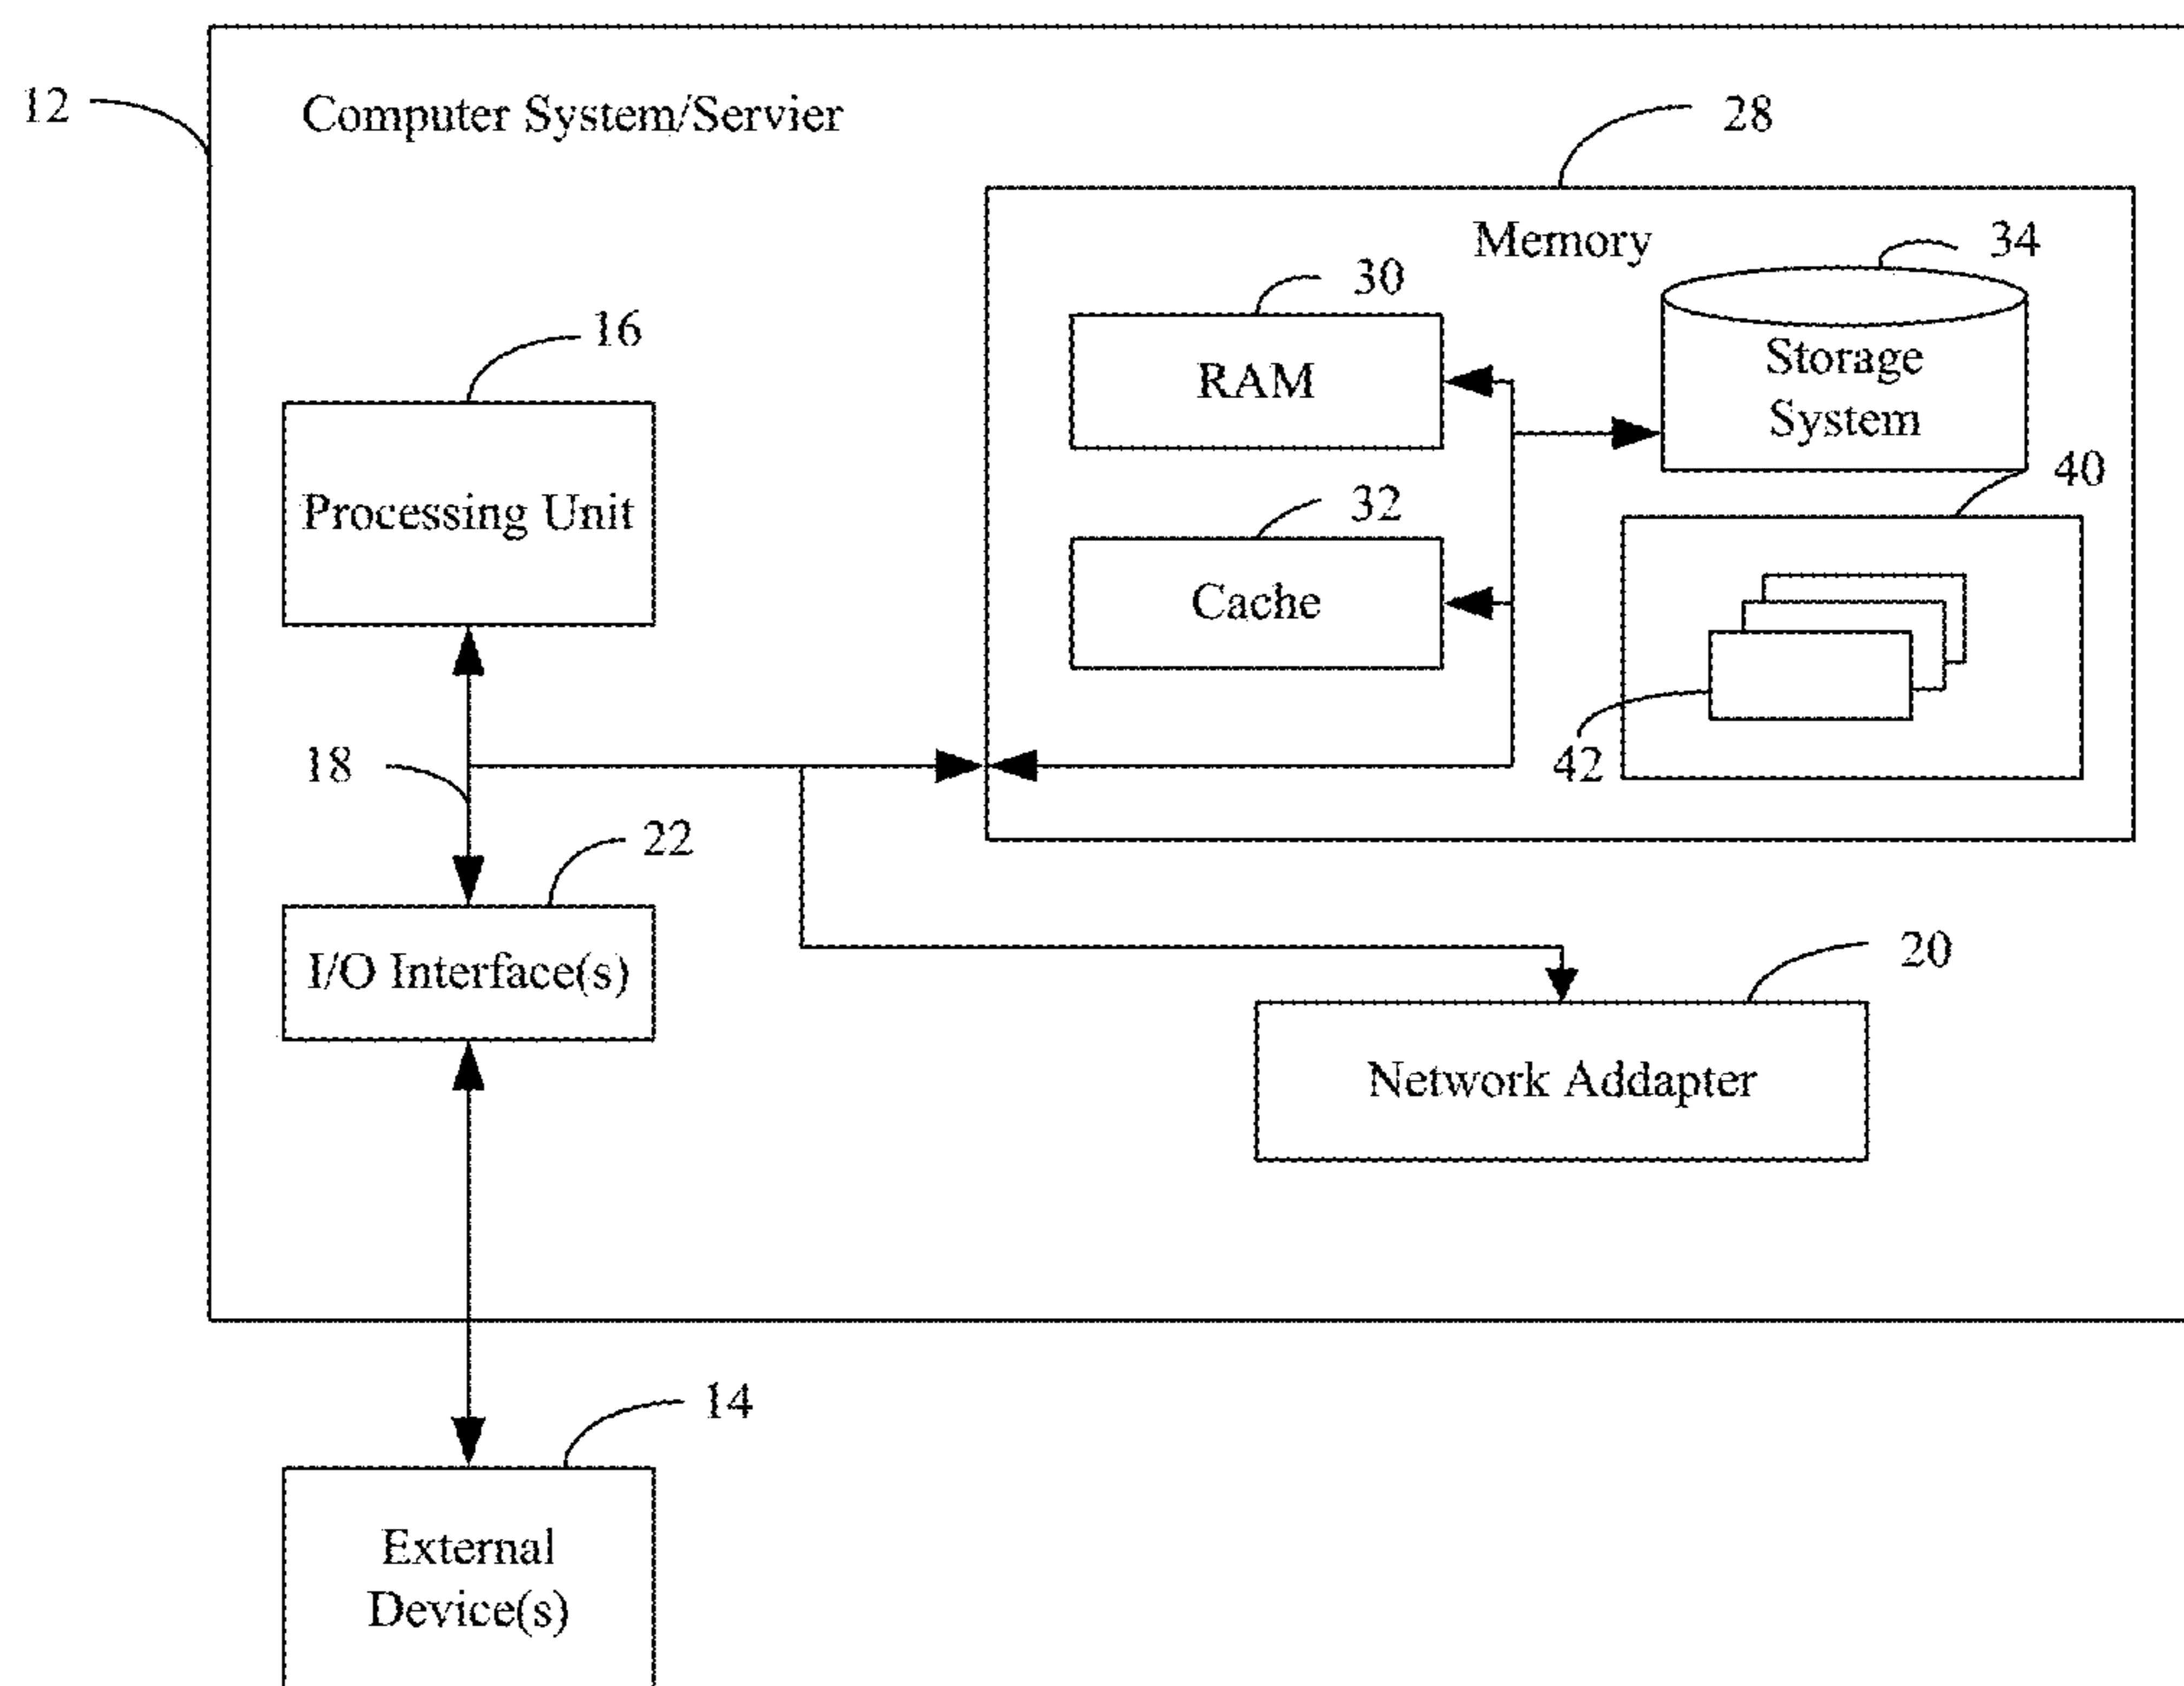 12
Computer System/Servier
28
Memory
34
30
16
RAM
Storage
System
40
32
Processing Unit
Cache
18
42
22
20
I/O Interface(s)
Network Addapter
14
External
Device(s)